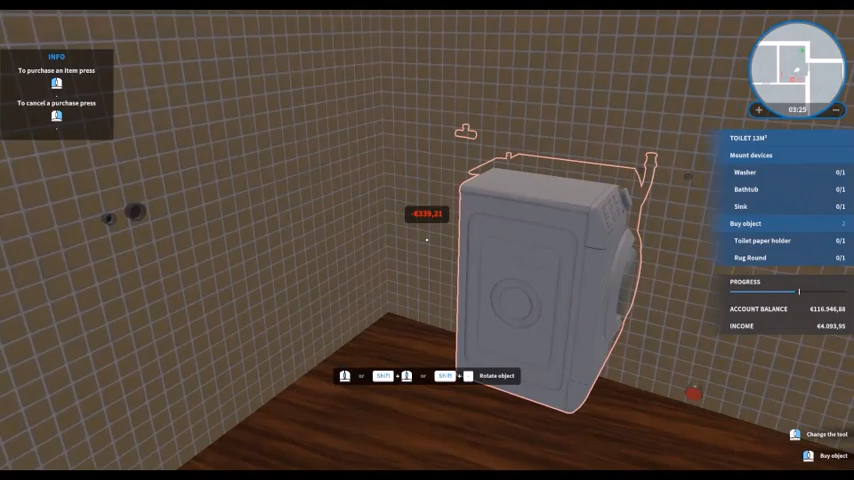 INFO
To purchase an item press
To cancel a purchase press
-€339,21
or Shift + or Shift + Rotate object
03:25
TOILET 13M²
Mount devices
Washer 0/1
Bathtub 0/1
Sink 0/1
Buy object 2
Toilet paper holder 0/1
Rug Round 0/1
PROGRESS
ACCOUNT BALANCE €116.946,88
INCOME €4.093,95
Change the tool
Buy object